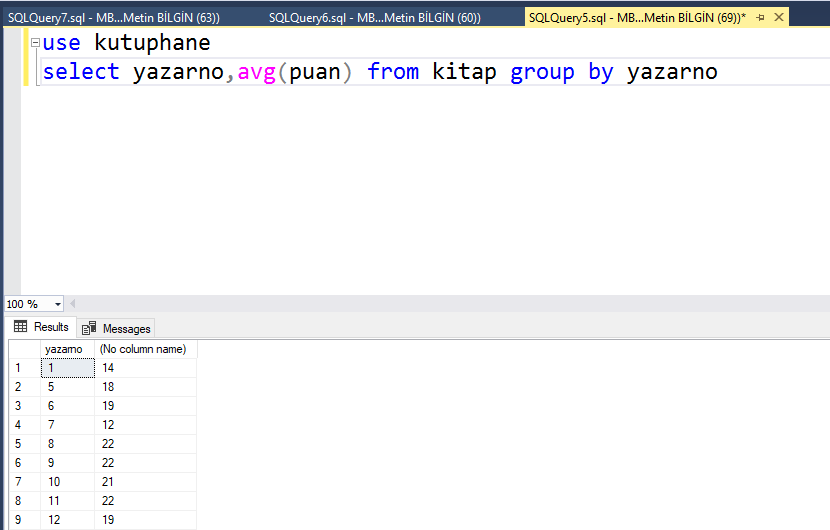 SQLQuery7.sql - MB...Metin BİLGİN (63)) SQLQuery6.sql - MB...Metin BİLGİN (60)) SQLQuery5.sql - MB...Metin BİLGİN (69))*
use kutuphane
select yazarno,avg(puan) from kitap group by yazarno
100 %
Results Messages
yazarno (No column name)
1 1 14
2 5 18
3 6 19
4 7 12
5 8 22
6 9 22
7 10 21
8 11 22
9 12 19